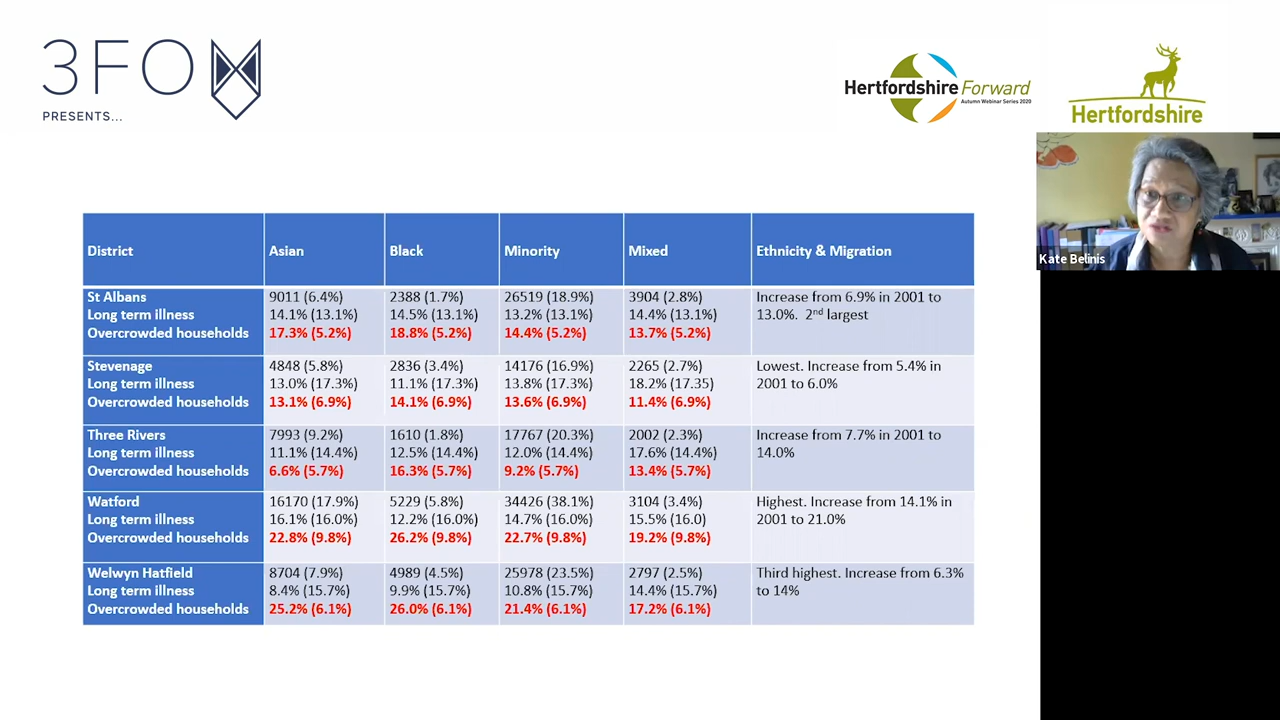 3FOX
PRESENTS...
Hertfordshire Forward
Autumn Webinar Series 2020
Hertfordshire
Kate Belinis
District Asian Black Minority Mixed Ethnicity & Migration
St Albans 9011 (6.4%) 2388 (1.7%) 26519 (18.9%) 3904 (2.8%) Increase from 6.9% in 2001 to
Long term illness 14.1% (13.1%) 14.5% (13.1%) 13.2% (13.1%) 14.4% (13.1%) 13.0%. 2nd largest
Overcrowded households 17.3% (5.2%) 18.8% (5.2%) 14.4% (5.2%) 13.7% (5.2%)
Stevenage 4848 (5.8%) 2836 (3.4%) 14176 (16.9%) 2265 (2.7%) Lowest. Increase from 5.4% in
Long term illness 13.0% (17.3%) 11.1% (17.3%) 13.8% (17.3%) 18.2% (17.35) 2001 to 6.0%
Overcrowded households 13.1% (6.9%) 14.1% (6.9%) 13.6% (6.9%) 11.4% (6.9%)
Three Rivers 7993 (9.2%) 1610 (1.8%) 17767 (20.3%) 2002 (2.3%) Increase from 7.7% in 2001 to
Long term illness 11.1% (14.4%) 12.5% (14.4%) 12.0% (14.4%) 17.6% (14.4%) 14.0%
Overcrowded households 6.6% (5.7%) 16.3% (5.7%) 9.2% (5.7%) 13.4% (5.7%)
Watford 16170 (17.9%) 5229 (5.8%) 34426 (38.1%) 3104 (3.4%) Highest. Increase from 14.1% in
Long term illness 16.1% (16.0%) 12.2% (16.0%) 14.7% (16.0%) 15.5% (16.0) 2001 to 21.0%
Overcrowded households 22.8% (9.8%) 26.2% (9.8%) 22.7% (9.8%) 19.2% (9.8%)
Welwyn Hatfield 8704 (7.9%) 4989 (4.5%) 25978 (23.5%) 2797 (2.5%) Third highest. Increase from 6.3%
Long term illness 8.4% (15.7%) 9.9% (15.7%) 10.8% (15.7%) 14.4% (15.7%) to 14%
Overcrowded households 25.2% (6.1%) 26.0% (6.1%) 21.4% (6.1%) 17.2% (6.1%)